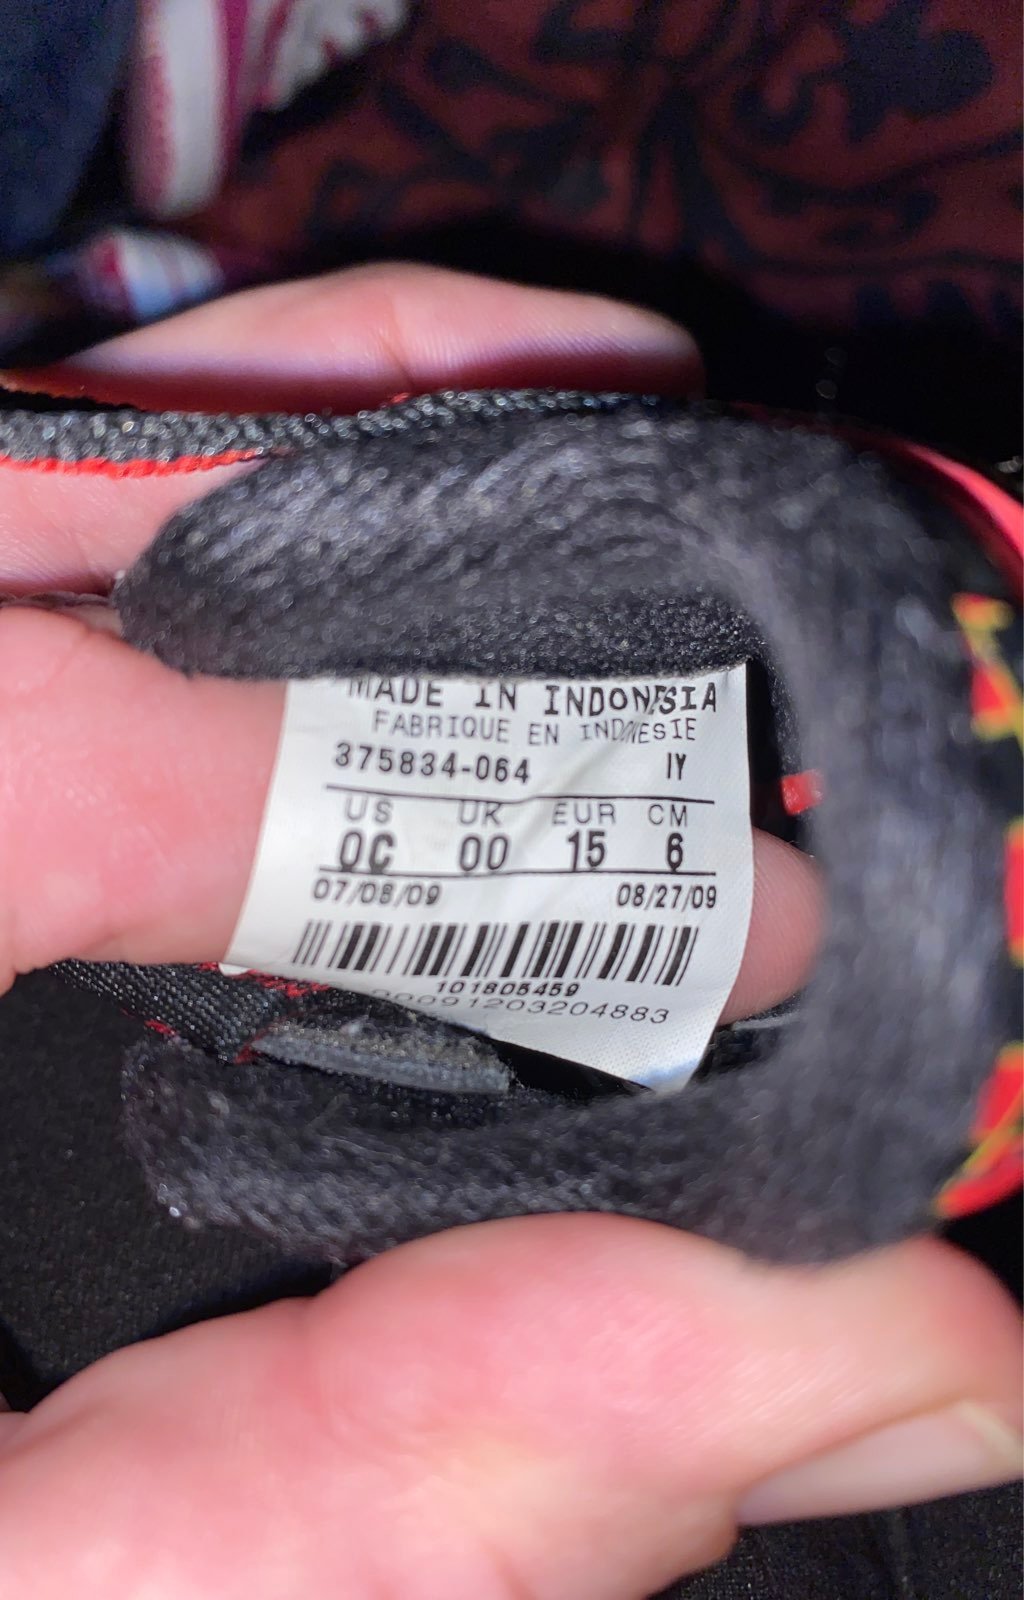 MADE IN INDONESIA
FABRIQUE EN INDNESIE
375834-064 IY
US UK EUR CM
0C 00 15 6
07/08/09 08/27/09
101805459
00091203204883